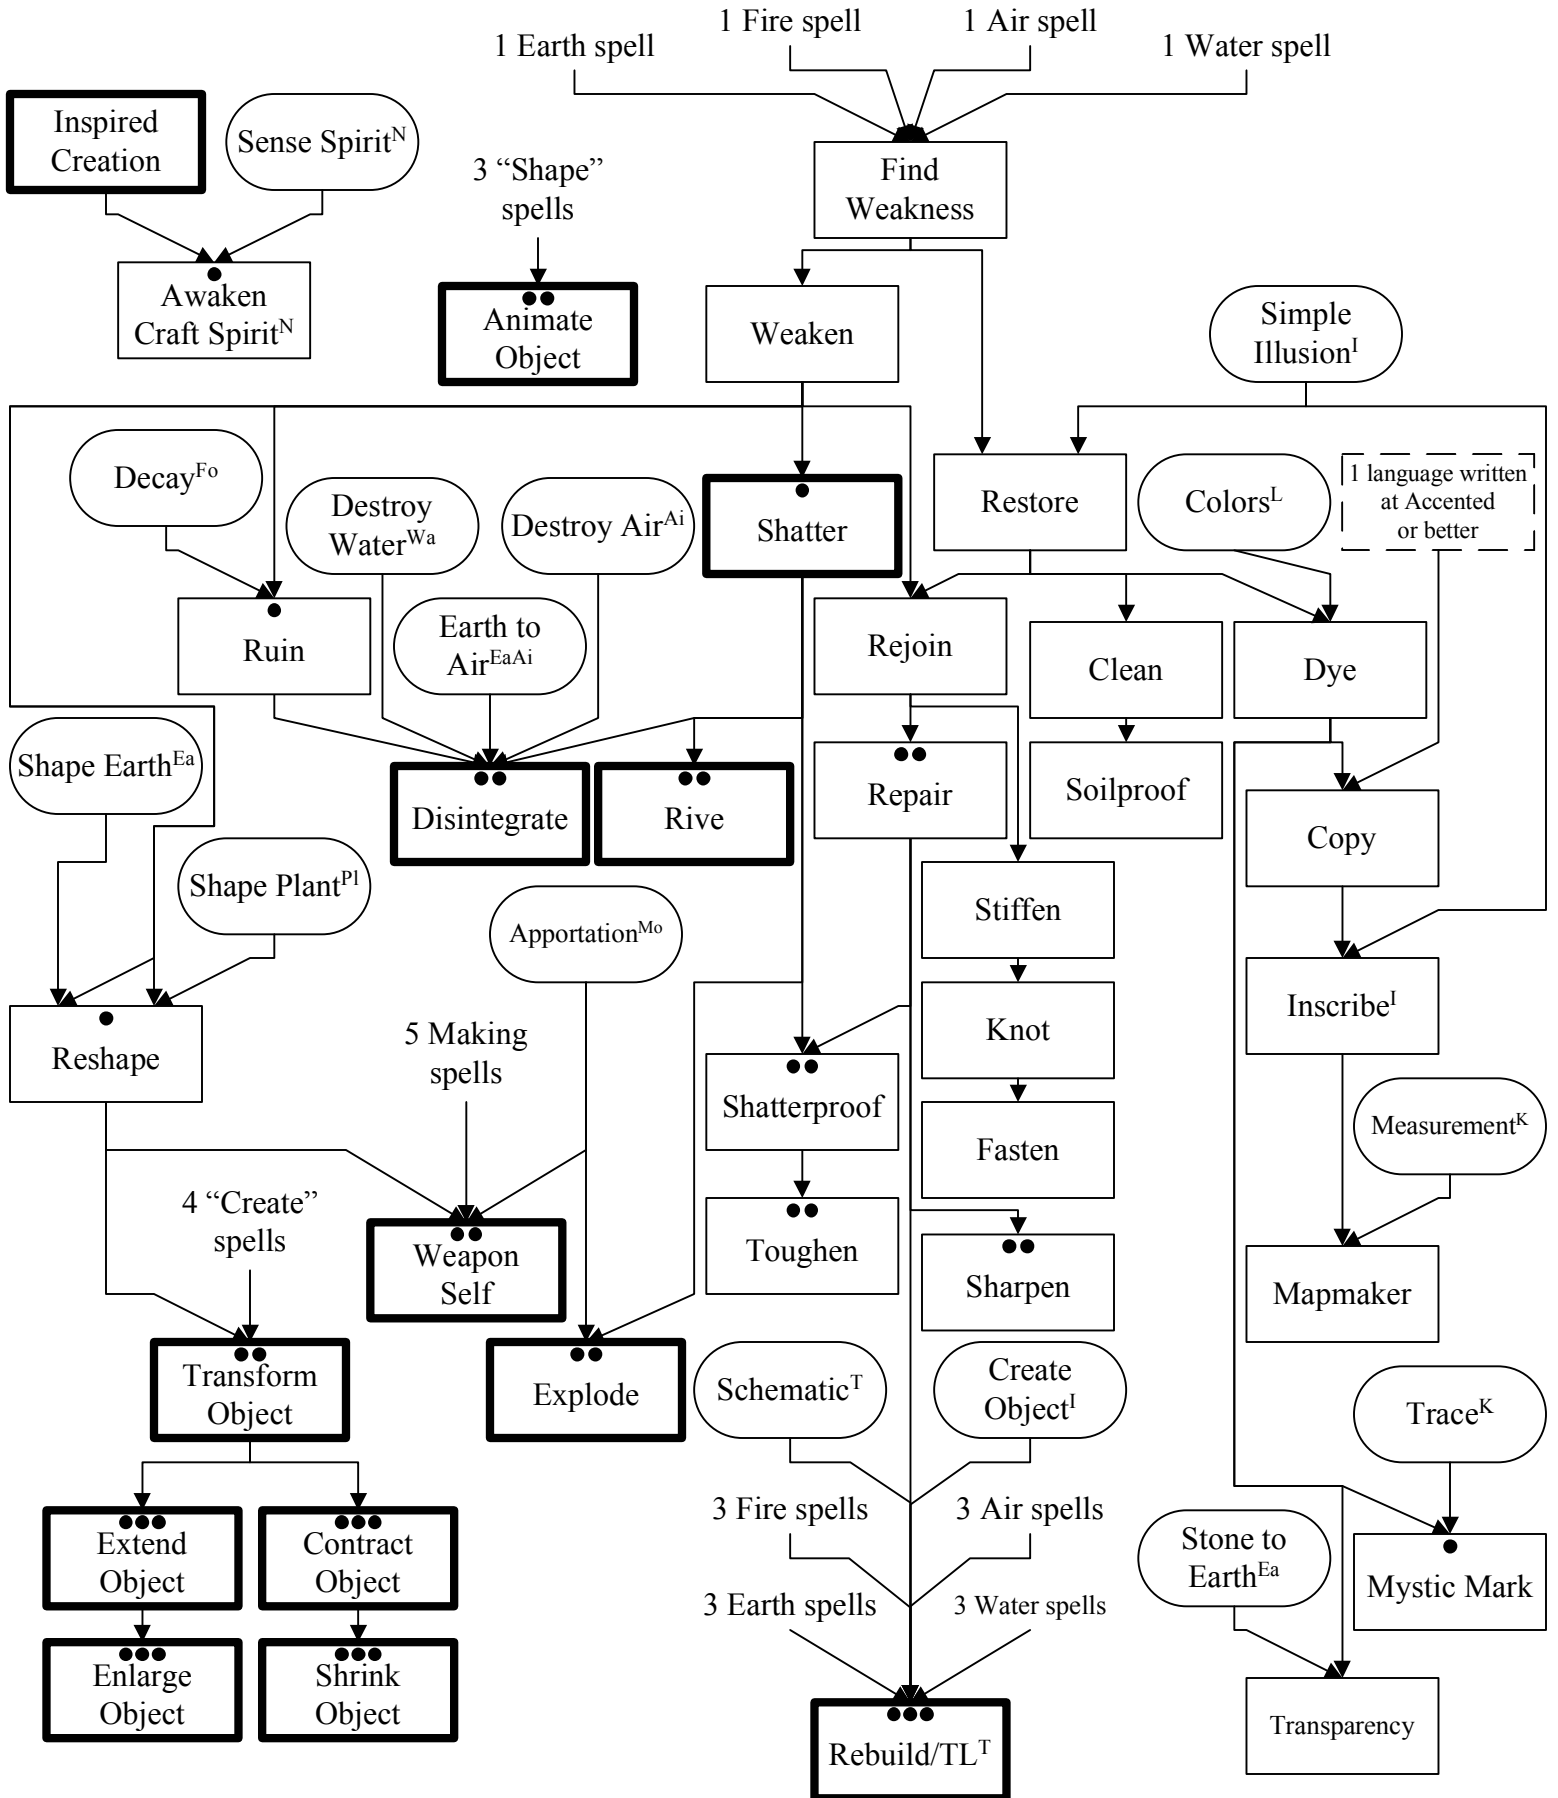 1 Fire spell
1 Air spell
1 Earth spell
1 Water spell
Inspired
Creation
Sense Spirit^N
3 “Shape”
spells
Find
Weakness
Awaken
Craft Spirit^N
Animate
Object
Weaken
Simple
Illusion^I
Decay^Fo
Destroy
Water^Wa
Destroy Air^Ai
Shatter
Restore
Colors^L
1 language written
at Accented
or better
Ruin
Earth to
Air^EaAi
Rejoin
Clean
Dye
Shape Earth^Ea
Disintegrate
Rive
Repair
Soilproof
Copy
Shape Plant^Pl
Apportation^Mo
Stiffen
Reshape
5 Making
spells
Knot
Inscribe^I
Shatterproof
Fasten
Measurement^K
4 “Create”
spells
Weapon
Self
Toughen
Sharpen
Mapmaker
Transform
Object
Explode
Schematic^T
Create
Object^I
Trace^K
3 Fire spells
3 Air spells
Extend
Object
Contract
Object
Stone to
Earth^Ea
Mystic Mark
3 Earth spells
3 Water spells
Enlarge
Object
Shrink
Object
Rebuild/TL^T
Transparency